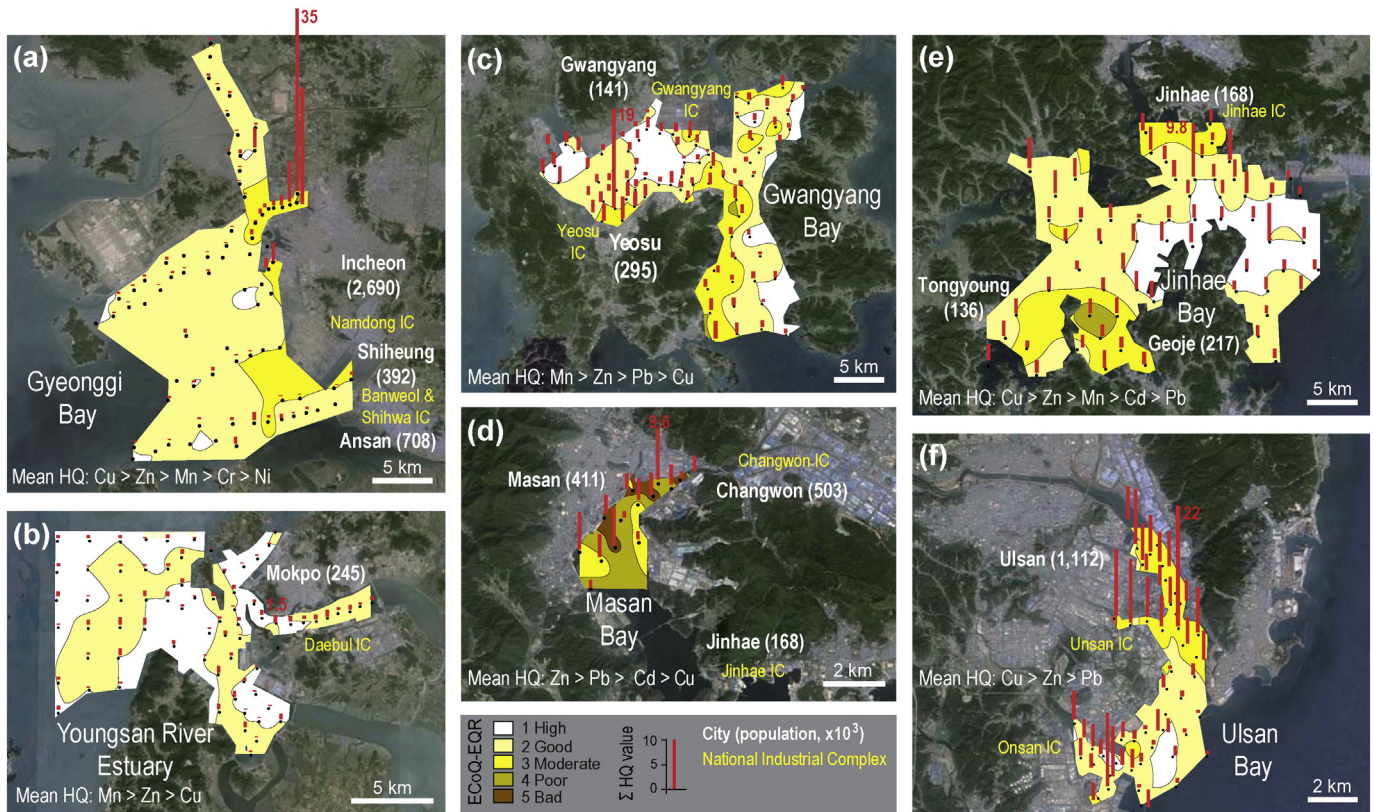 (a)
35
Incheon
(2,690)
Namdong IC
Shiheung
(392)
Banweol &
Shihwa IC
Ansan (708)
Gyeonggi
Bay
5 km
Mean HQ: Cu > Zn > Mn > Cr > Ni
(b)
Mokpo (245)
1.5
Daebul IC
Youngsan River
Estuary
5 km
Mean HQ: Mn > Zn > Cu
(c)
Gwangyang
(141)
Gwangyang
IC
19
Gwangyang
Bay
Yeosu
IC
Yeosu
(295)
5 km
Mean HQ: Mn > Zn > Pb > Cu
(d)
9.5
Changwon IC
Masan (411)
Changwon (503)
Masan
Bay
Jinhae (168)
Jinhae IC
2 km
Mean HQ: Zn > Pb > Cd > Cu
ECoQ-EQR
1 High
2 Good
3 Moderate
4 Poor
5 Bad
Σ HQ value
10
5
0
City (population, x10³)
National Industrial Complex
(e)
Jinhae (168)
Jinhae IC
9.8
Tongyoung
(136)
Jinhae
Bay
Geoje (217)
5 km
Mean HQ: Cu > Zn > Mn > Cd > Pb
(f)
22
Ulsan (1,112)
Unsan IC
Mean HQ: Cu > Zn > Pb
Onsan IC
Ulsan
Bay
2 km